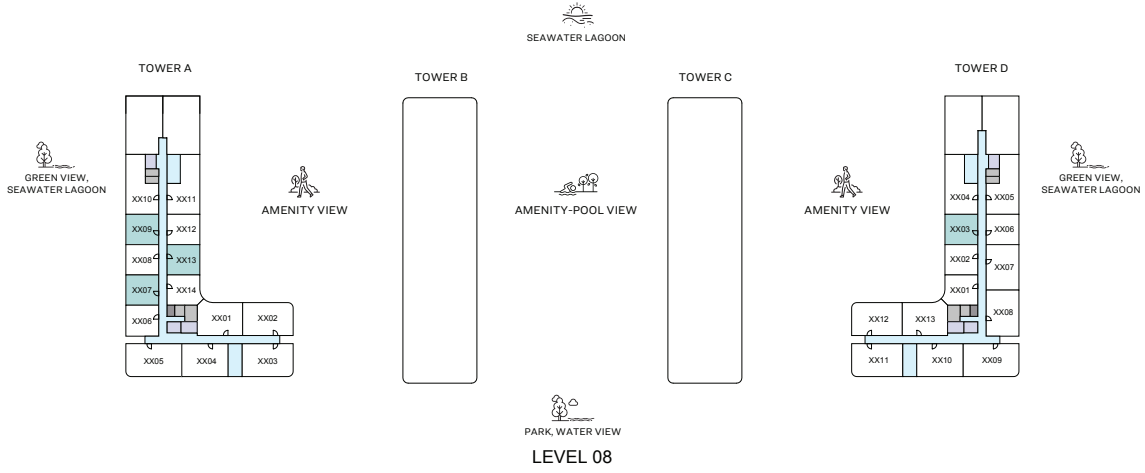 SEAWATER LAGOON
TOWER A
TOWER B
TOWER C
TOWER D
GREEN VIEW,
SEAWATER LAGOON
AMENITY VIEW
AMENITY-POOL VIEW
AMENITY VIEW
GREEN VIEW,
SEAWATER LAGOON
XX10
XX11
XX09
XX12
XX08
XX13
XX07
XX14
XX06
XX01
XX02
XX05
XX04
XX03
XX04
XX05
XX03
XX06
XX02
XX07
XX01
XX08
XX12
XX13
XX11
XX10
XX09
PARK, WATER VIEW
LEVEL 08